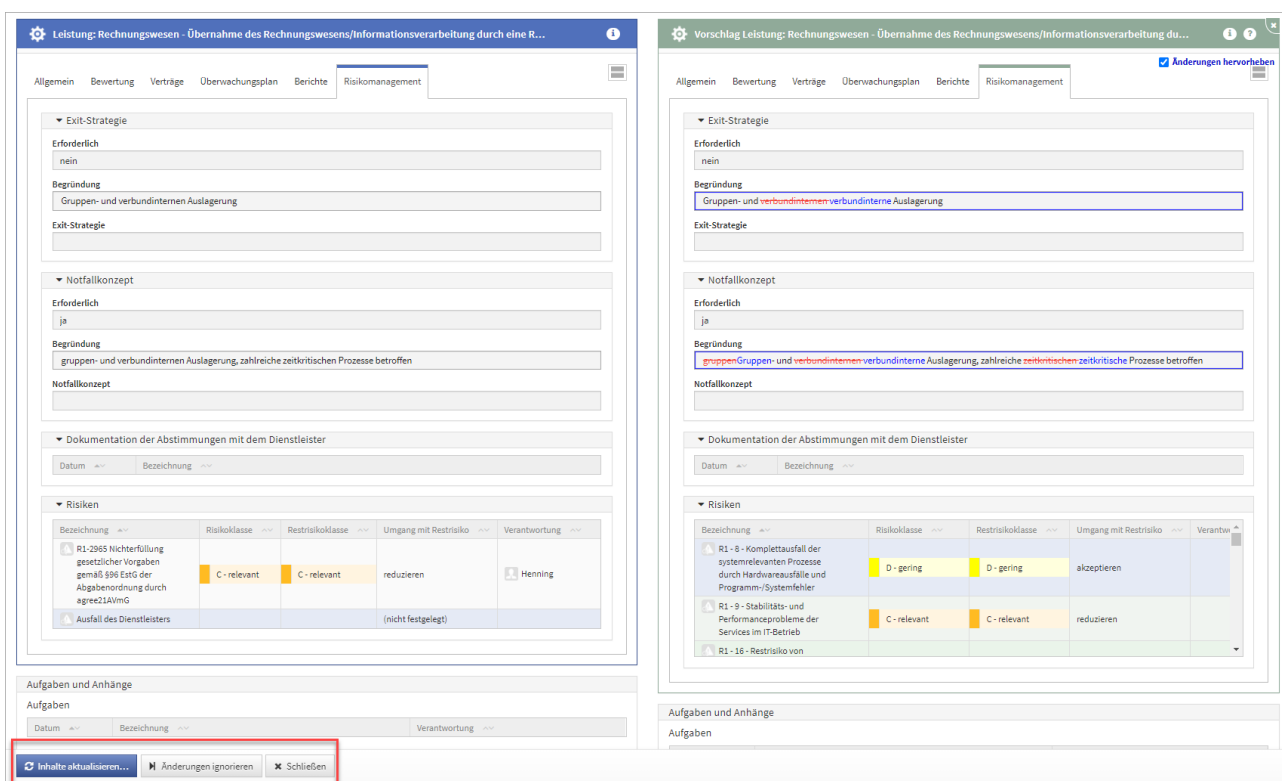 Leistung: Rechnungswesen - Übernahme des Rechnungswesens/Informationsverarbeitung durch eine R...
Allgemein Bewertung Verträge Überwachungsplan Berichte Risikomanagement
Exit-Strategie
Erforderlich
nein
Begründung
Gruppen- und verbundinternen Auslagerung
Exit-Strategie
Notfallkonzept
Erforderlich
ja
Begründung
gruppen- und verbundinternen Auslagerung, zahlreiche zeitkritischen Prozesse betroffen
Notfallkonzept
Dokumentation der Abstimmungen mit dem Dienstleister
Datum Bezeichnung
Risiken
Bezeichnung Risikoklasse Restrisikoklasse Umgang mit Restrisiko Verantwortung
R1-2965 Nichterfüllung
gesetzlicher Vorgaben
gemäß §96 EstG der
Abgabenordnung durch
agree21AVmG
C - relevant C - relevant reduzieren Henning
Ausfall des Dienstleisters (nicht festgelegt)
Aufgaben und Anhänge
Aufgaben
Datum Bezeichnung Verantwortung
Vorschlag Leistung: Rechnungswesen - Übernahme des Rechnungswesens/Informationsverarbeitung du...
Änderungen hervorheben
Allgemein Bewertung Verträge Überwachungsplan Berichte Risikomanagement
Exit-Strategie
Erforderlich
nein
Begründung
Gruppen- und verbundinternen verbundinterne Auslagerung
Exit-Strategie
Notfallkonzept
Erforderlich
ja
Begründung
gruppenGruppen- und verbundinternen verbundinterne Auslagerung, zahlreiche zeitkritischen zeitkritische Prozesse betroffen
Notfallkonzept
Dokumentation der Abstimmungen mit dem Dienstleister
Datum Bezeichnung
Risiken
Bezeichnung Risikoklasse Restrisikoklasse Umgang mit Restrisiko Verantw
R1 - 8 - Komplettausfall der
systemrelevanten Prozesse
durch Hardwareausfälle und
Programm-/Systemfehler
D - gering D - gering akzeptieren
R1 - 9 - Stabilitäts- und
Performanceprobleme der
Services im IT-Betrieb
C - relevant C - relevant reduzieren
R1 - 16 - Restrisiko von
Aufgaben und Anhänge
Aufgaben
Inhalte aktualisieren... Änderungen ignorieren Schließen